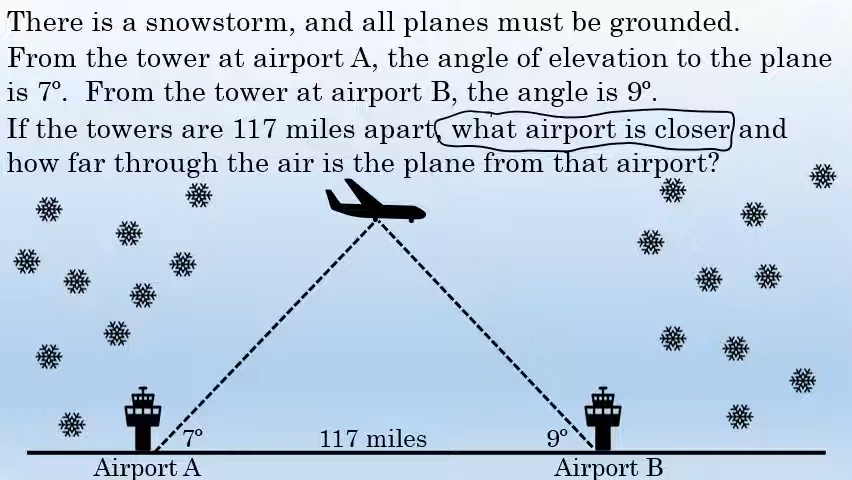 There is a snowstorm, and all planes must be grounded.
From the tower at airport A, the angle of elevation to the plane
is 7º. From the tower at airport B, the angle is 9º.
If the towers are 117 miles apart, what airport is closer and
how far through the air is the plane from that airport?
7º 117 miles 9º
Airport A Airport B